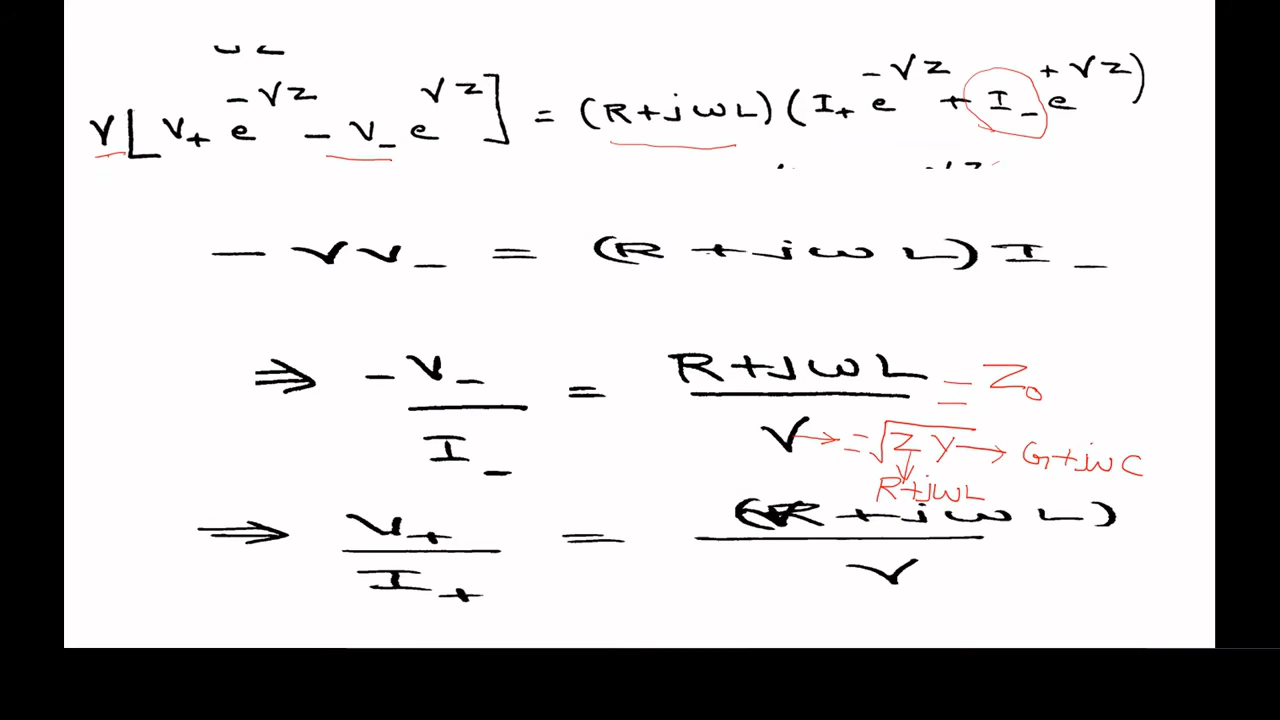 γ[V₊ e^{-γz} - V₋ e^{γz}] = (R+jωL)(I₊ e^{-γz} + I₋ e^{+γz})
- γV₋ = (R+jωL)I₋
⇒ -V₋/I₋ = R+jωL/γ = Z₀
γ → = √ZY → G+jωC
R+jωL
⇒ V₊/I₊ = (R+jωL)/γ